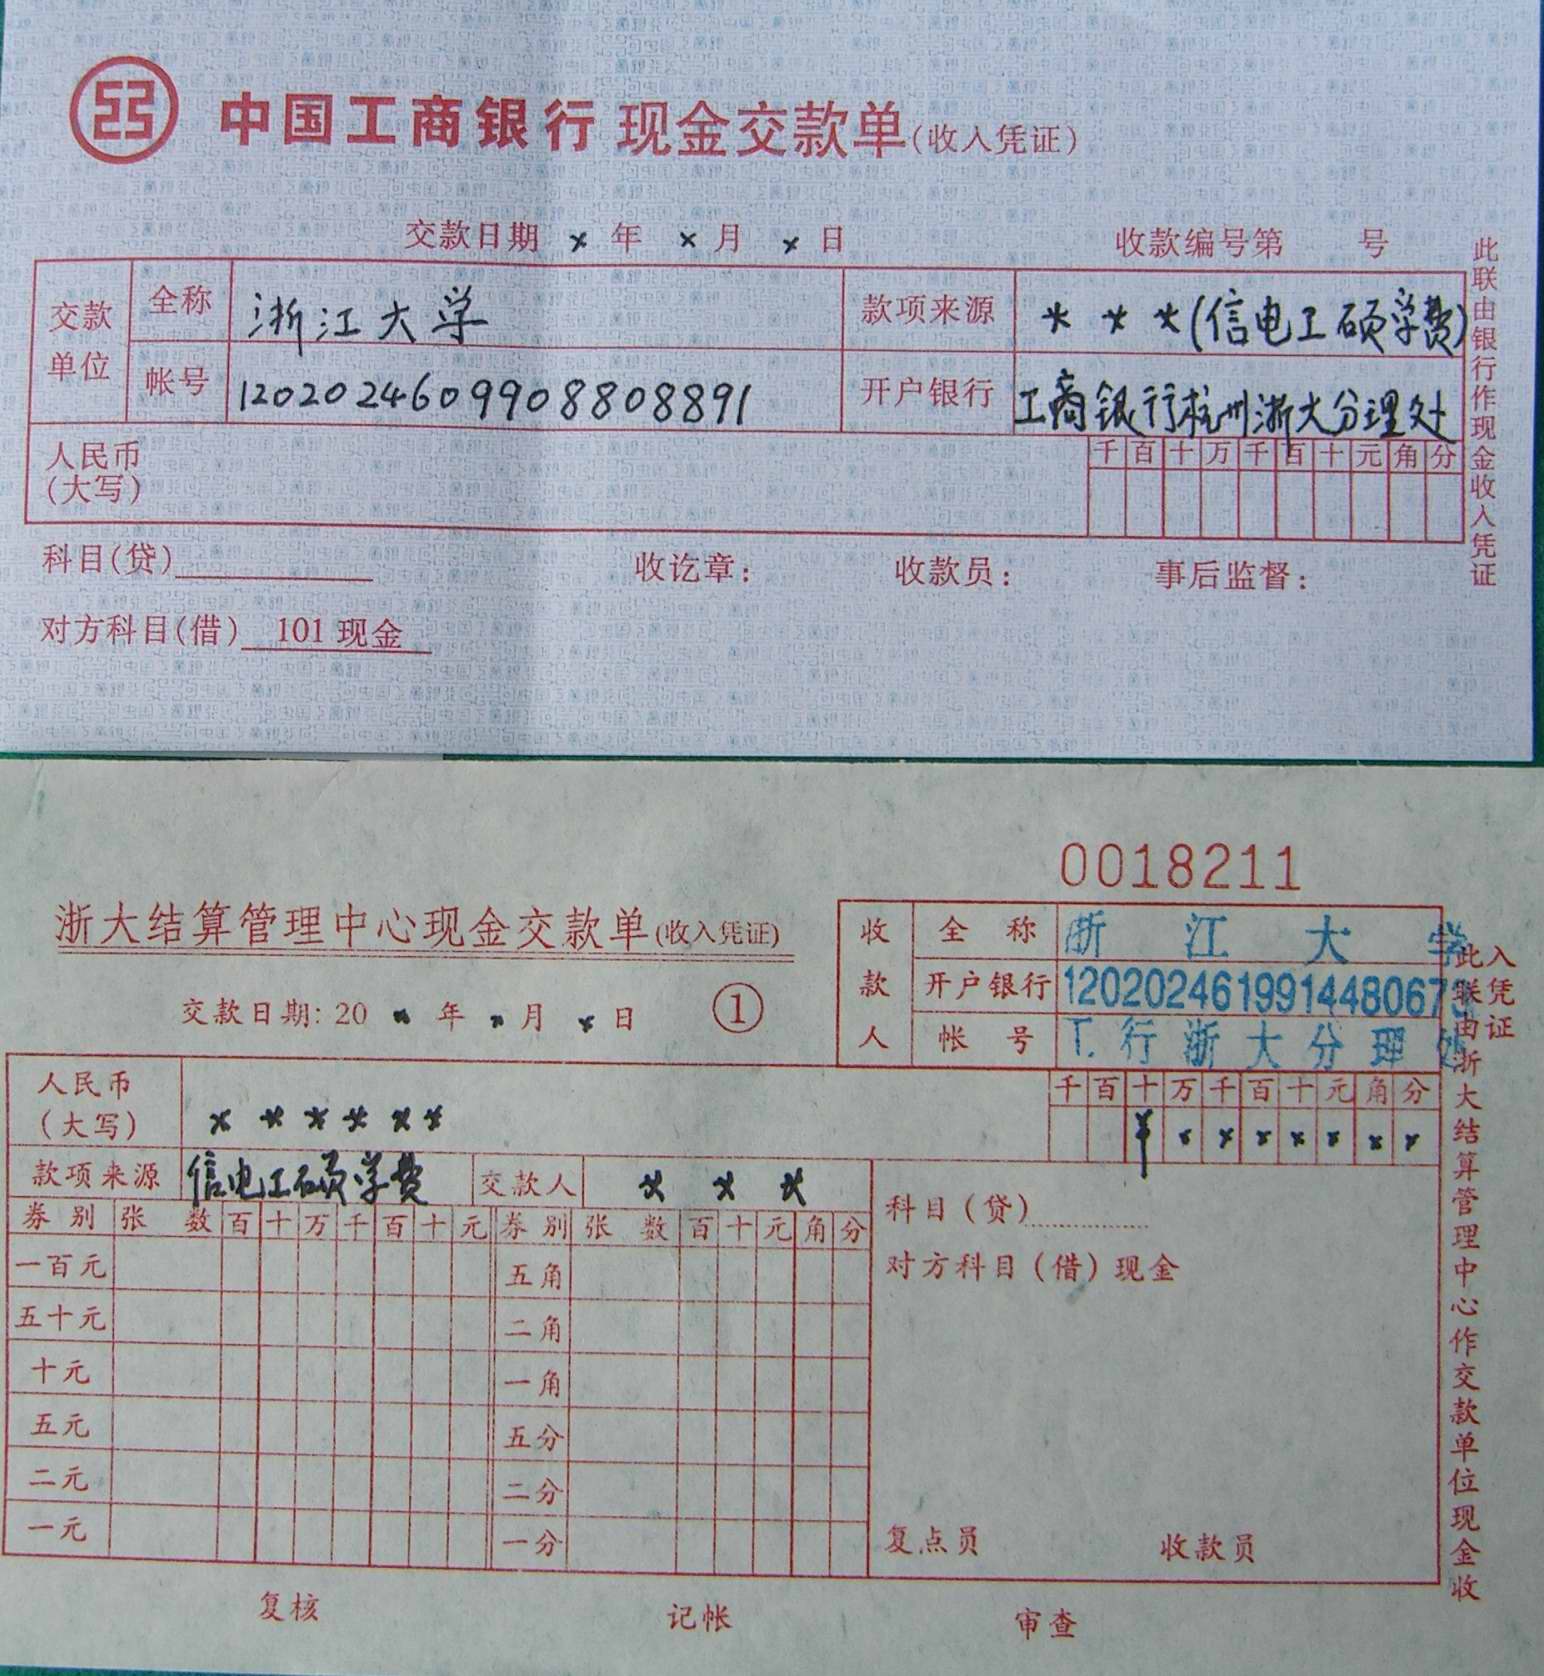 中国工商银行 现金交款单(收入凭证)
交款日期 × 年 × 月 × 日
收款编号第 号
交款单位
全称 浙江大学
款项来源 * * *(信电工硕学费)
帐号 1202024609908808891
开户银行 工商银行杭州浙大分理处
人民币(大写)
千百十万千百十元角分
科目(贷)
收讫章:
收款员:
事后监督:
对方科目(借) 101 现金
此联由银行作现金收入凭证
0018211
浙大结算管理中心现金交款单(收入凭证)
交款日期: 20 × 年 × 月 × 日
①
收款人
全 称 浙 江 大 学
开户银行 120202461991448067
帐 号 工行浙大分理处
人民币(大写) × × × × × ×
千百十万千百十元角分
¥ × × × × × × ×
款项来源 信电工硕学费
交款人 × × ×
券别 张数 百十万千百十元 券别 张数 百十元角分
一百元 五角
五十元 二角
十元 一角
五元 五分
二元 二分
一元 一分
科目(贷)
对方科目(借)现金
复点员 收款员
复核 记帐 审查
此联由浙大结算管理中心作交款单位现金收入凭证